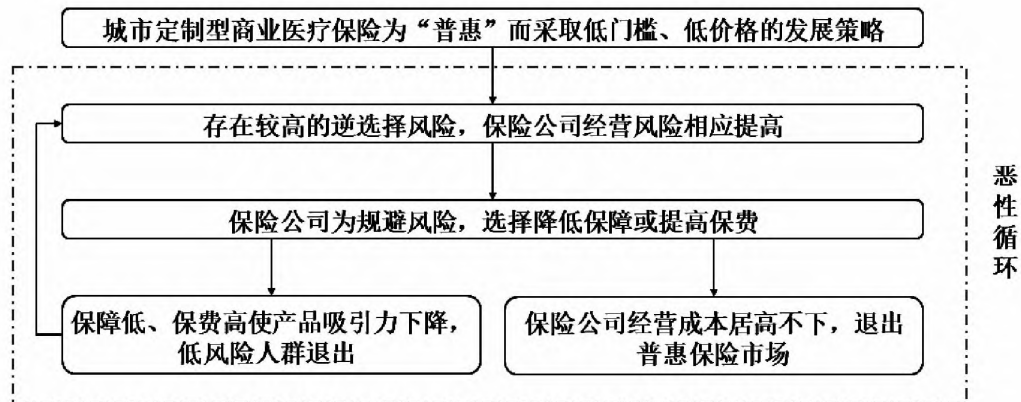 城市定制型商业医疗保险为“普惠”而采取低门槛、低价格的发展策略
存在较高的逆选择风险，保险公司经营风险相应提高
保险公司为规避风险，选择降低保障或提高保费
保障低、保费高使产品吸引力下降，
低风险人群退出
保险公司经营成本居高不下，退出
普惠保险市场
恶
性
循
环